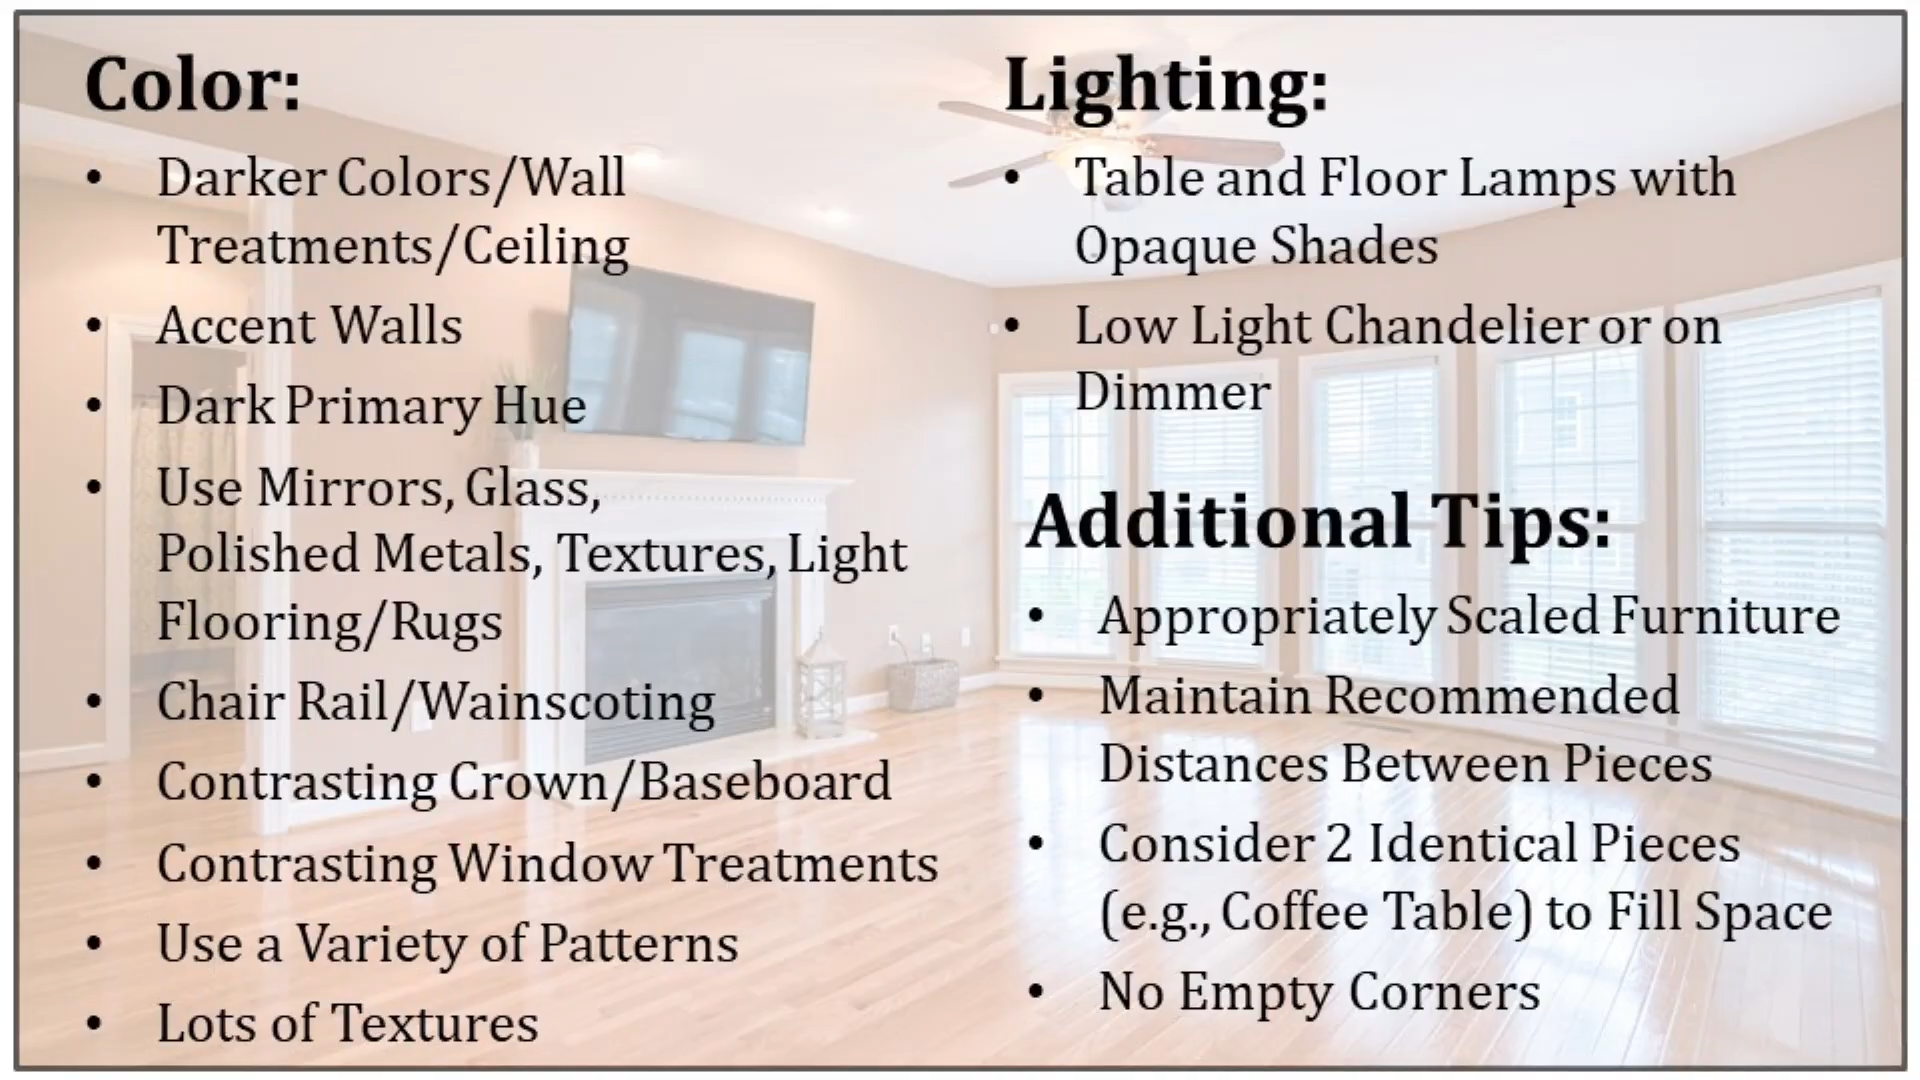 Color:
• Darker Colors/Wall
Treatments/Ceiling
• Accent Walls
• Dark Primary Hue
• Use Mirrors, Glass,
Polished Metals, Textures, Light
Flooring/Rugs
• Chair Rail/Wainscoting
• Contrasting Crown/Baseboard
• Contrasting Window Treatments
• Use a Variety of Patterns
• Lots of Textures
Lighting:
• Table and Floor Lamps with
Opaque Shades
• Low Light Chandelier or on
Dimmer
Additional Tips:
• Appropriately Scaled Furniture
• Maintain Recommended
Distances Between Pieces
• Consider 2 Identical Pieces
(e.g., Coffee Table) to Fill Space
• No Empty Corners